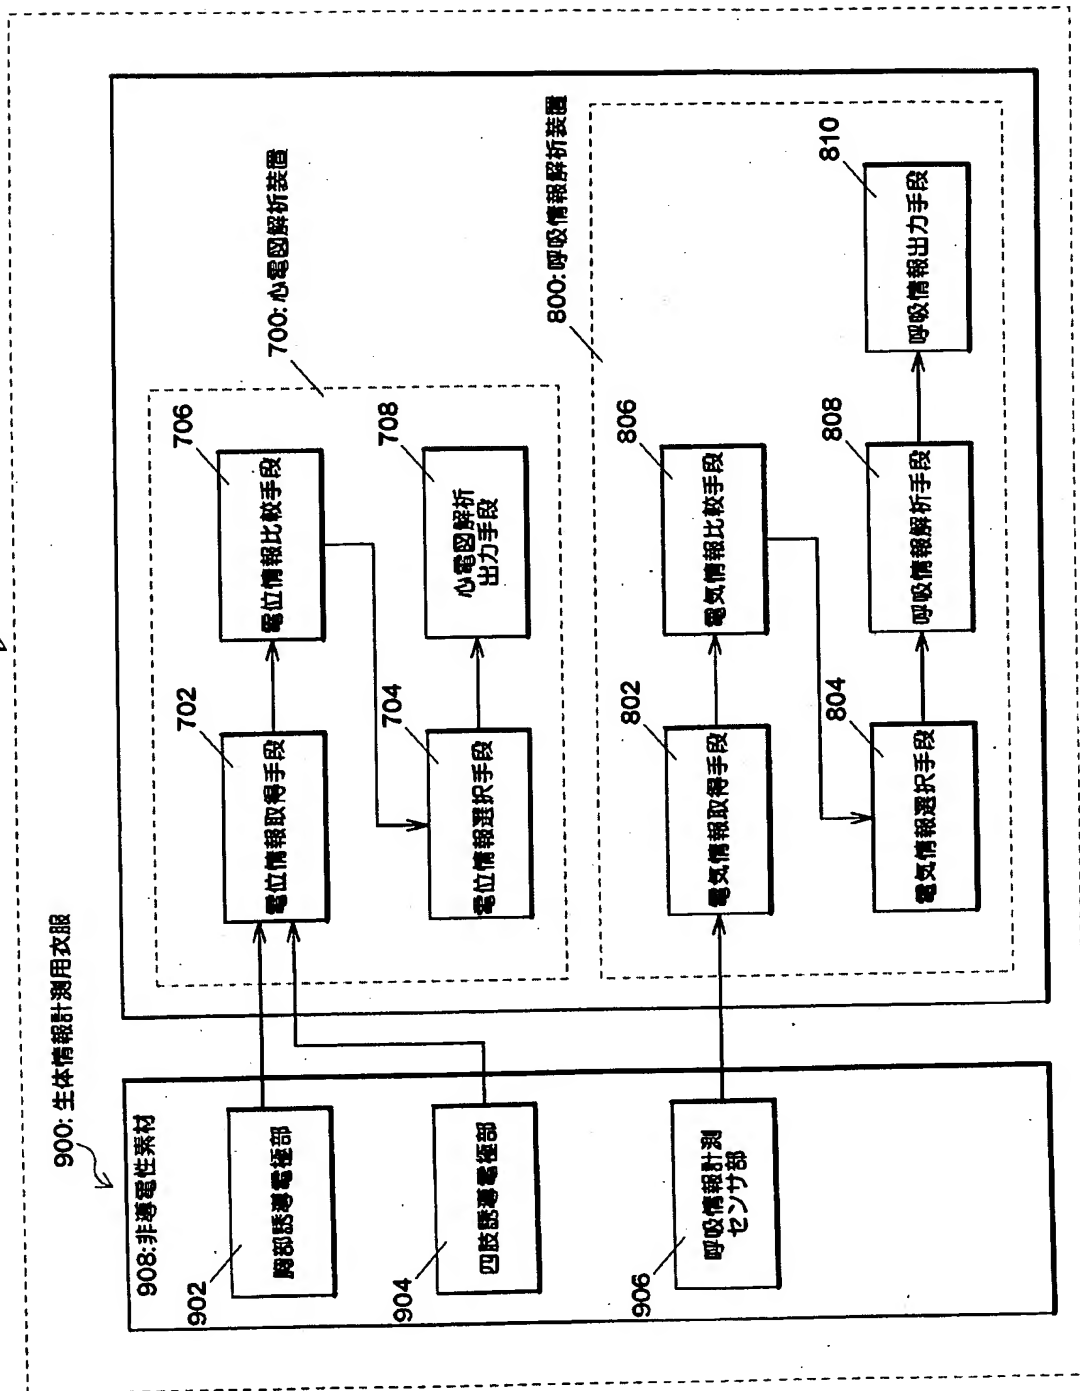 900: 生体情報計測用衣服
908:非導電性素材
902
胸部誘導電極部
904
四肢誘導電極部
906
呼吸情報計測
センサ部
700: 心電図解析装置
702
電位情報取得手段
706
電位情報比較手段
704
電位情報選択手段
708
心電図解析
出力手段
800: 呼吸情報解析装置
802
電気情報取得手段
806
電気情報比較手段
804
電気情報選択手段
808
呼吸情報解析手段
810
呼吸情報出力手段